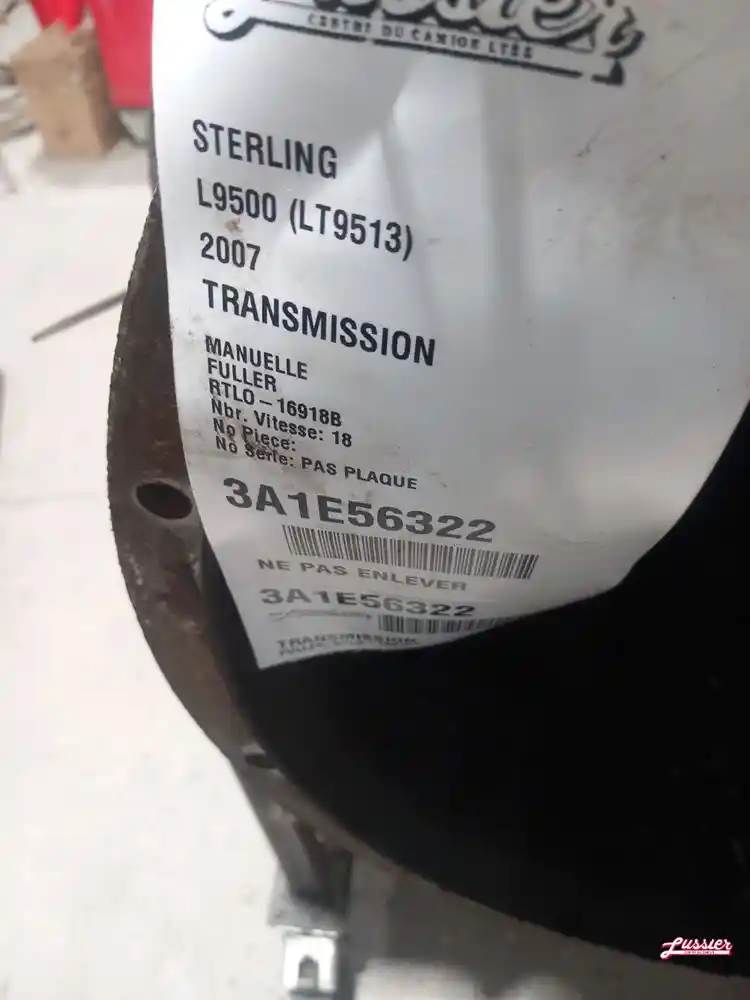 Lussier
CENTRE DU CAMION LTÉE
STERLING
L9500 (LT9513)
2007
TRANSMISSION
MANUELLE
FULLER
RTLO-16918B
Nbr. Vitesse: 18
No Piece:
No Serie: PAS PLAQUE
3A1E56322
NE PAS ENLEVER
3A1E56322
TRANSMISSION
Lussier